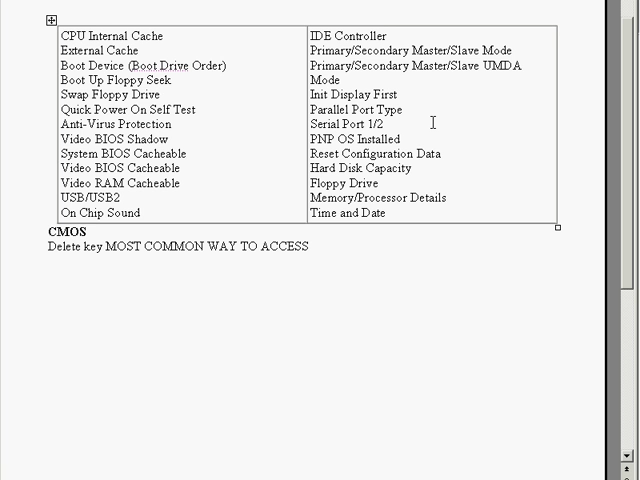 CPU Internal Cache
External Cache
Boot Device (Boot Drive Order)
Boot Up Floppy Seek
Swap Floppy Drive
Quick Power On Self Test
Anti-Virus Protection
Video BIOS Shadow
System BIOS Cacheable
Video BIOS Cacheable
Video RAM Cacheable
USB/USB2
On Chip Sound
IDE Controller
Primary/Secondary Master/Slave Mode
Primary/Secondary Master/Slave UMDA
Mode
Init Display First
Parallel Port Type
Serial Port 1/2
PNP OS Installed
Reset Configuration Data
Hard Disk Capacity
Floppy Drive
Memory/Processor Details
Time and Date
CMOS
Delete key MOST COMMON WAY TO ACCESS